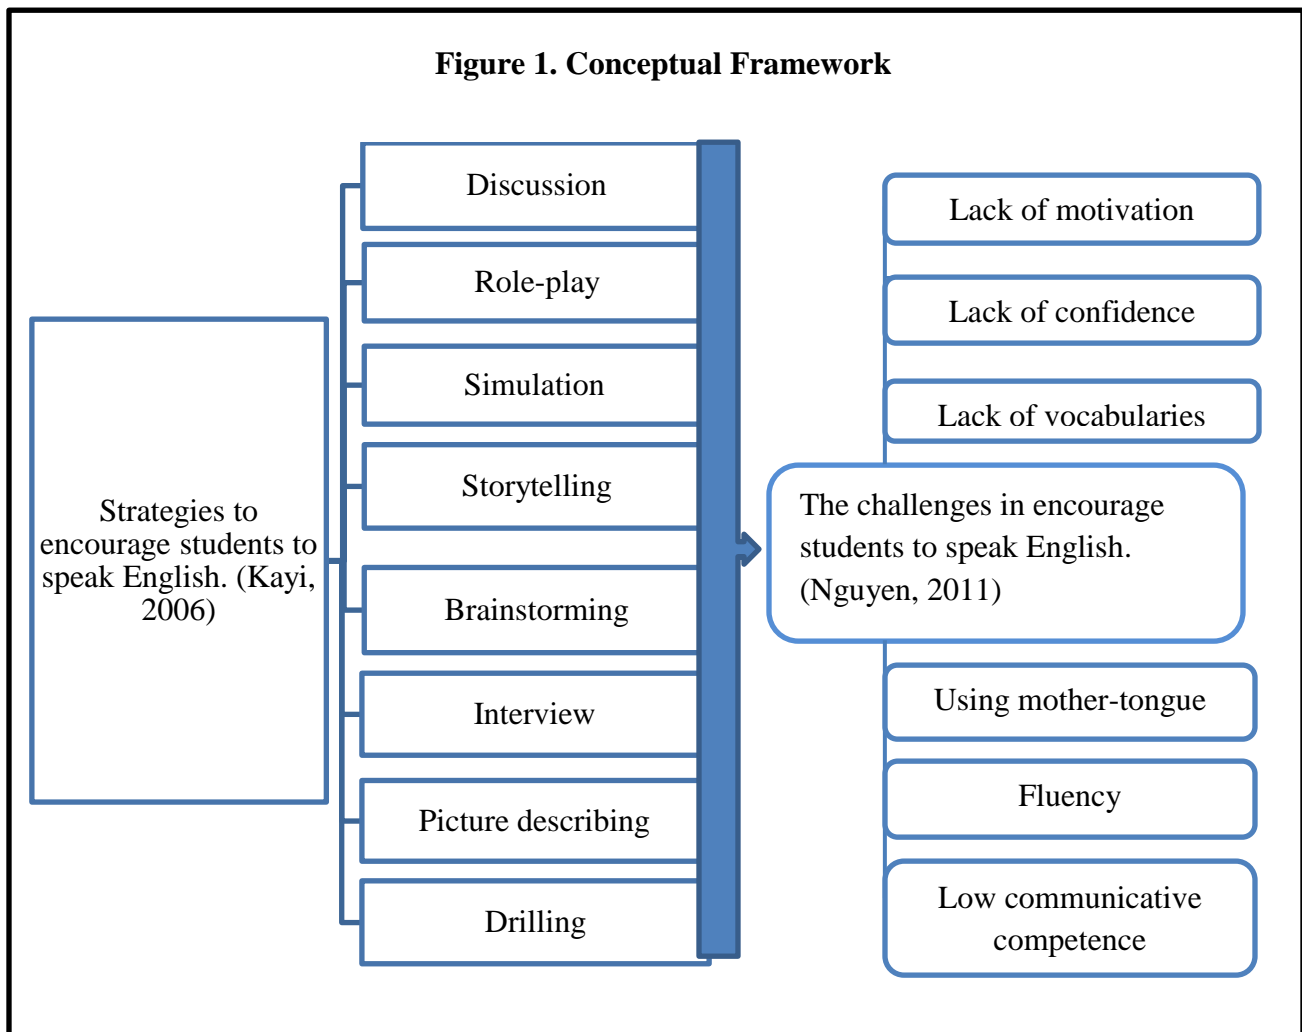 Figure 1. Conceptual Framework
Strategies to
encourage students to
speak English. (Kayi,
2006)
Discussion
Role-play
Simulation
Storytelling
Brainstorming
Interview
Picture describing
Drilling
Lack of motivation
Lack of confidence
Lack of vocabularies
The challenges in encourage
students to speak English.
(Nguyen, 2011)
Using mother-tongue
Fluency
Low communicative
competence